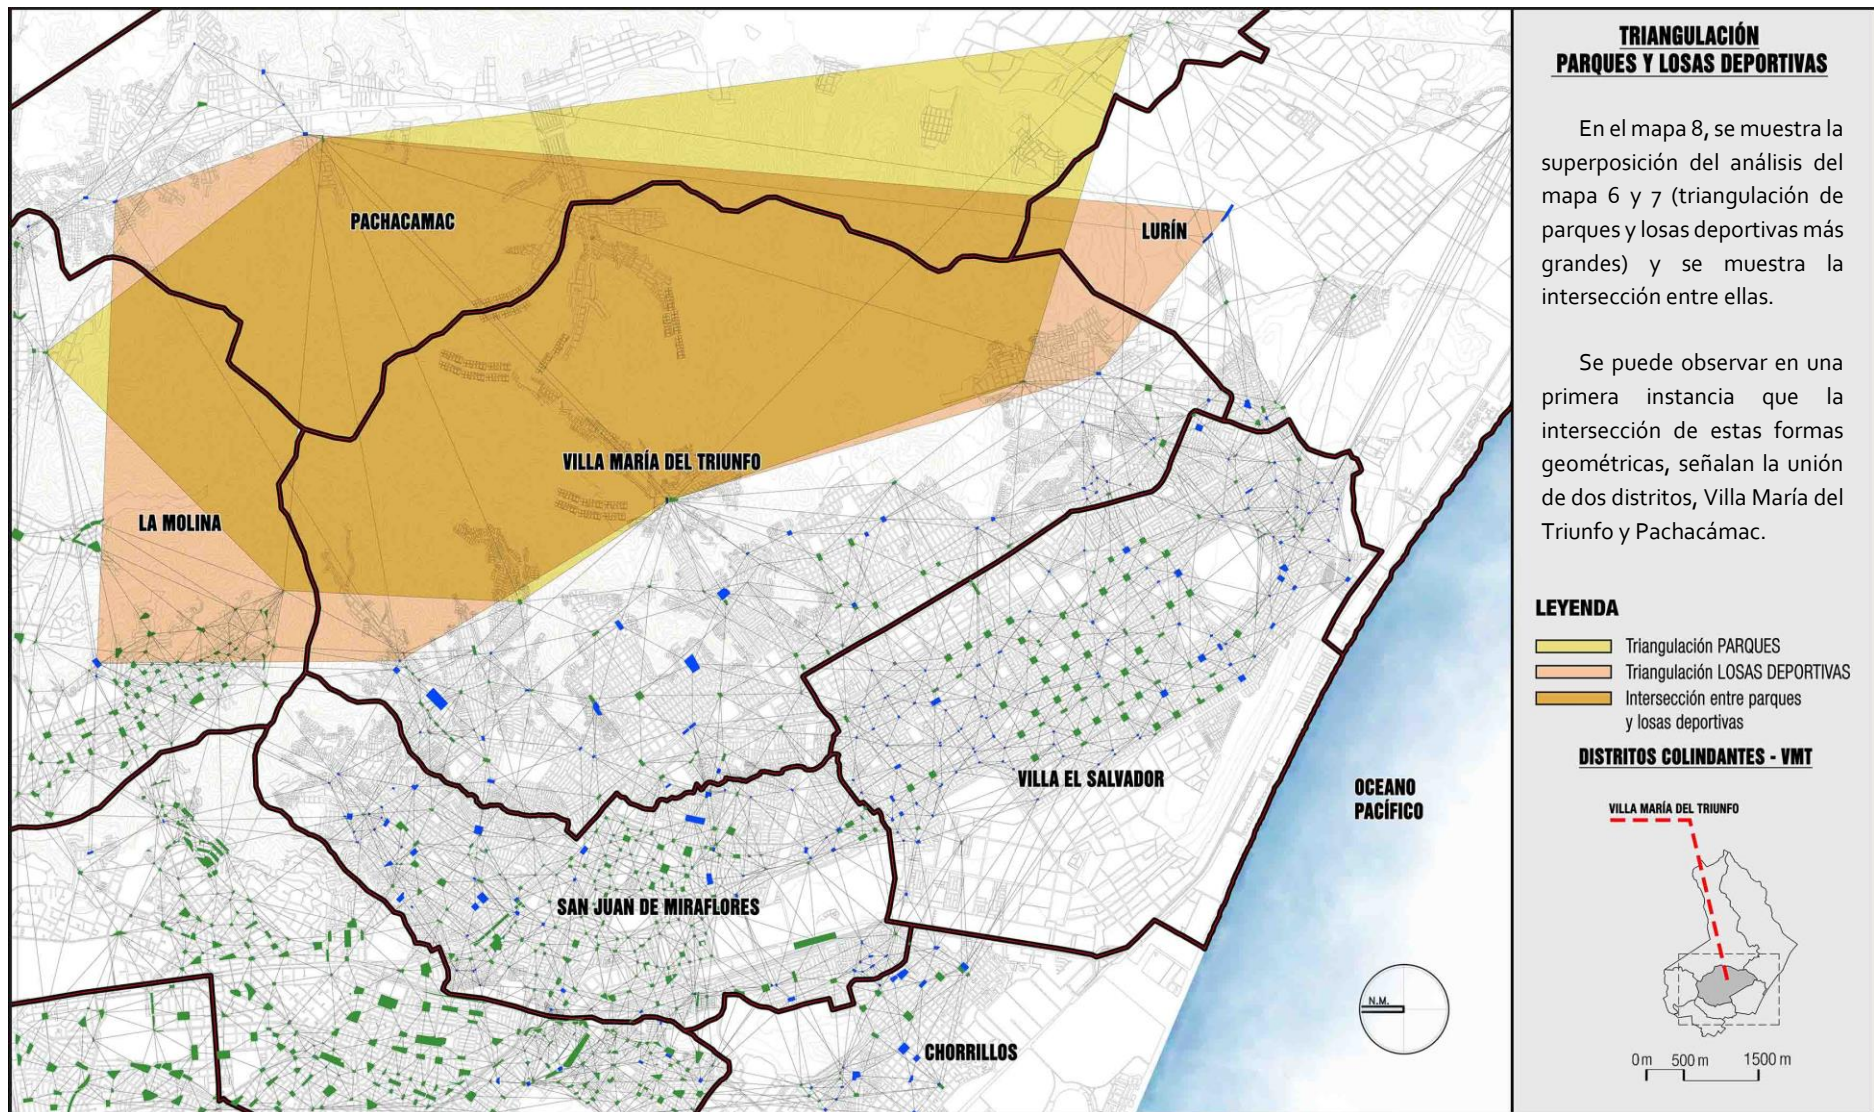 TRIANGULACIÓN
PARQUES Y LOSAS DEPORTIVAS
En el mapa 8, se muestra la
superposición del análisis del
mapa 6 y 7 (triangulación de
parques y losas deportivas más
grandes) y se muestra la
intersección entre ellas.
Se puede observar en una
primera instancia que la
intersección de estas formas
geométricas, señalan la unión
de dos distritos, Villa María del
Triunfo y Pachacámac.
LEYENDA
Triangulación PARQUES
Triangulación LOSAS DEPORTIVAS
Intersección entre parques
y losas deportivas
DISTRITOS COLINDANTES - VMT
VILLA MARÍA DEL TRIUNFO
0 m 500 m 1500 m
PACHACAMAC
LURÍN
VILLA MARÍA DEL TRIUNFO
LA MOLINA
VILLA EL SALVADOR
OCEANO
PACÍFICO
SAN JUAN DE MIRAFLORES
N.M.
CHORRILLOS